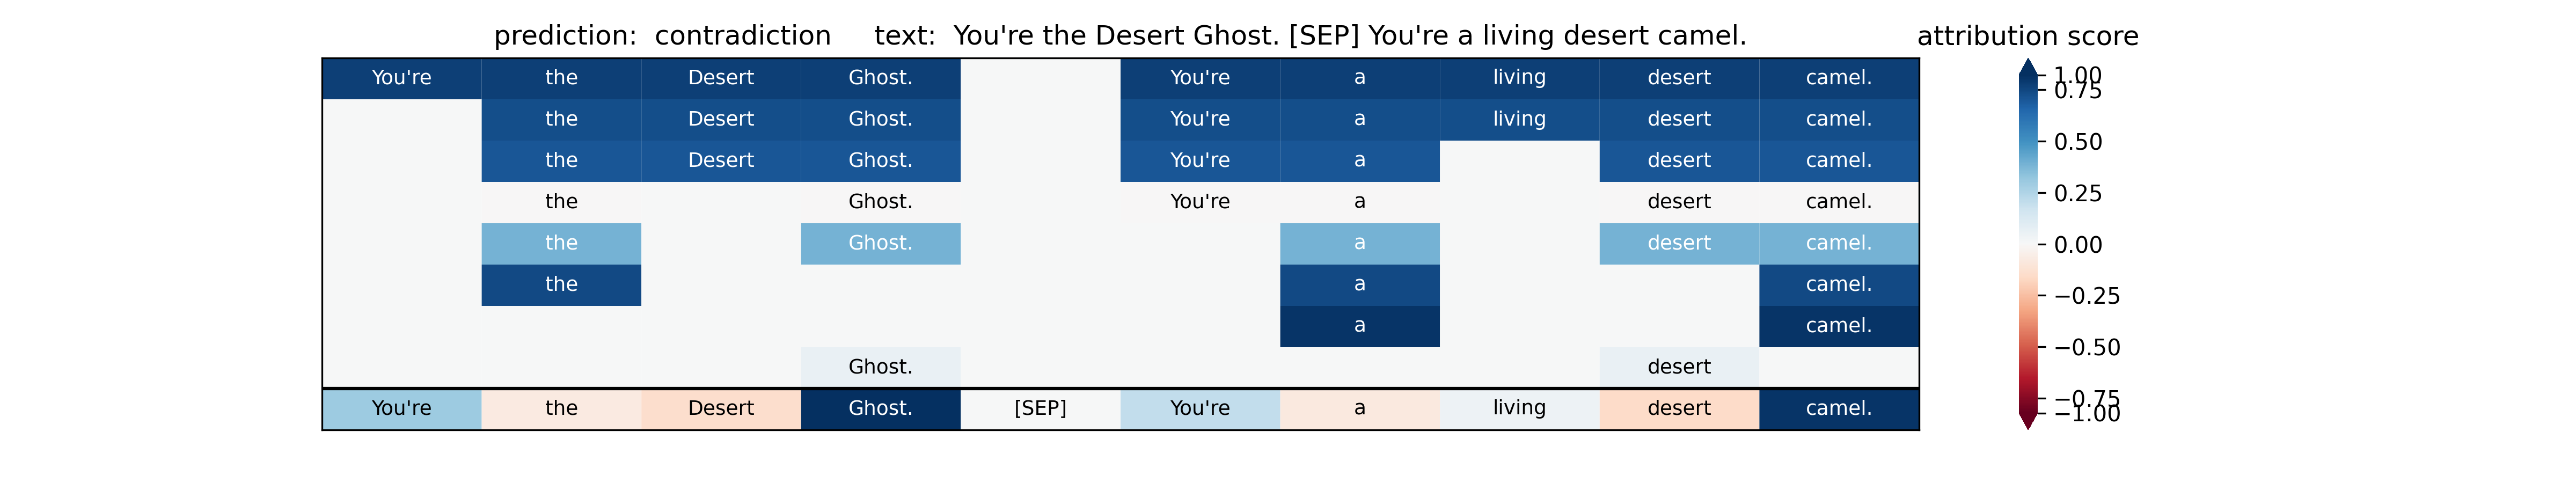 prediction: contradiction text: You're the Desert Ghost. [SEP] You're a living desert camel. attribution score
You're the Desert Ghost. You're a living desert camel.
the Desert Ghost. You're a living desert camel.
the Desert Ghost. You're a desert camel.
the Ghost. You're a desert camel.
the Ghost. a desert camel.
the a camel.
a camel.
Ghost. desert
You're the Desert Ghost. [SEP] You're a living desert camel.
1.00
0.75
0.50
0.25
0.00
−0.25
−0.50
−0.75
−1.00